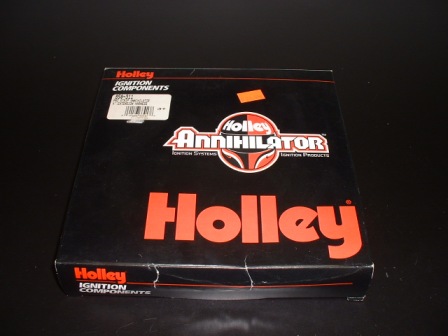 Holley
IGNITION
COMPONENTS
Holley
ANNIHILATOR
IGNITION SYSTEMS
IGNITION PRODUCTS
Holley
Holley
IGNITION
COMPONENTS